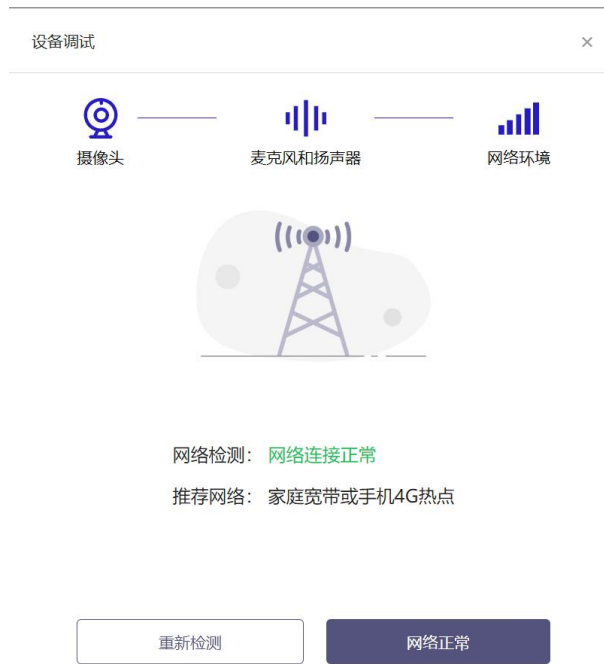 设备调试
摄像头
麦克风和扬声器
网络环境
网络检测： 网络连接正常
推荐网络： 家庭宽带或手机4G热点
重新检测
网络正常